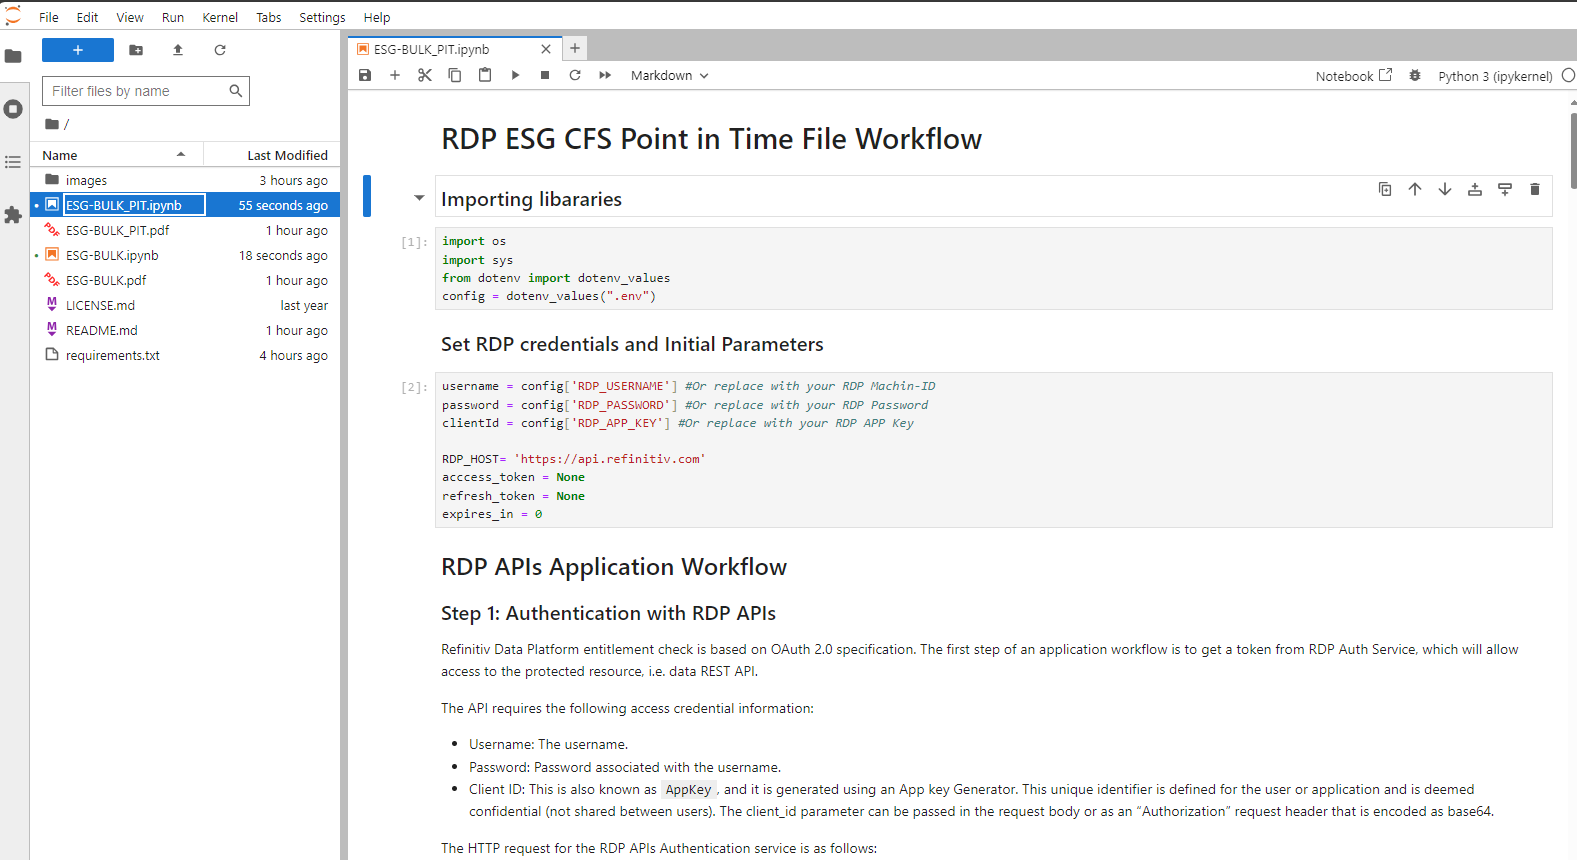 File Edit View Run Kernel Tabs Settings Help
ESG-BULK_PIT.ipynb
Markdown
Notebook
Python 3 (ipykernel)
Filter files by name
/
Name Last Modified
images 3 hours ago
ESG-BULK_PIT.ipynb 55 seconds ago
ESG-BULK_PIT.pdf 1 hour ago
ESG-BULK.ipynb 18 seconds ago
ESG-BULK.pdf 1 hour ago
LICENSE.md last year
README.md 1 hour ago
requirements.txt 4 hours ago
RDP ESG CFS Point in Time File Workflow
Importing libararies
[1]:
import os
import sys
from dotenv import dotenv_values
config = dotenv_values(".env")
Set RDP credentials and Initial Parameters
[2]:
username = config['RDP_USERNAME'] #Or replace with your RDP Machin-ID
password = config['RDP_PASSWORD'] #Or replace with your RDP Password
clientId = config['RDP_APP_KEY'] #Or replace with your RDP APP Key
RDP_HOST= 'https://api.refinitiv.com'
acccess_token = None
refresh_token = None
expires_in = 0
RDP APIs Application Workflow
Step 1: Authentication with RDP APIs
Refinitiv Data Platform entitlement check is based on OAuth 2.0 specification. The first step of an application workflow is to get a token from RDP Auth Service, which will allow
access to the protected resource, i.e. data REST API.
The API requires the following access credential information:
• Username: The username.
• Password: Password associated with the username.
• Client ID: This is also known as AppKey, and it is generated using an App key Generator. This unique identifier is defined for the user or application and is deemed
confidential (not shared between users). The client_id parameter can be passed in the request body or as an “Authorization” request header that is encoded as base64.
The HTTP request for the RDP APIs Authentication service is as follows: